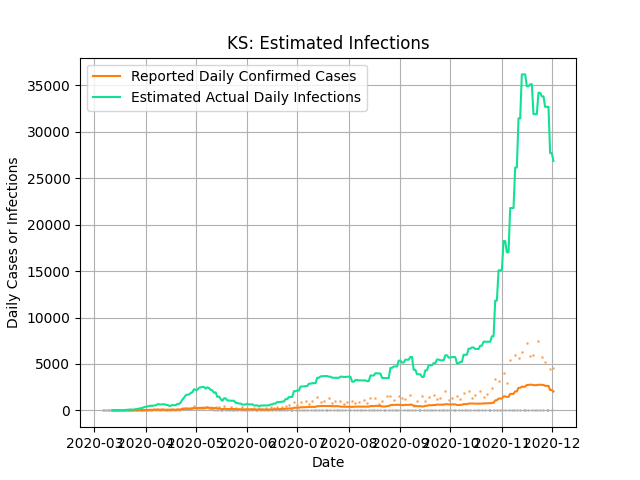 KS: Estimated Infections
Reported Daily Confirmed Cases
Estimated Actual Daily Infections
Daily Cases or Infections
35000
30000
25000
20000
15000
10000
5000
0
2020-03 2020-04 2020-05 2020-06 2020-07 2020-08 2020-09 2020-10 2020-11 2020-12
Date